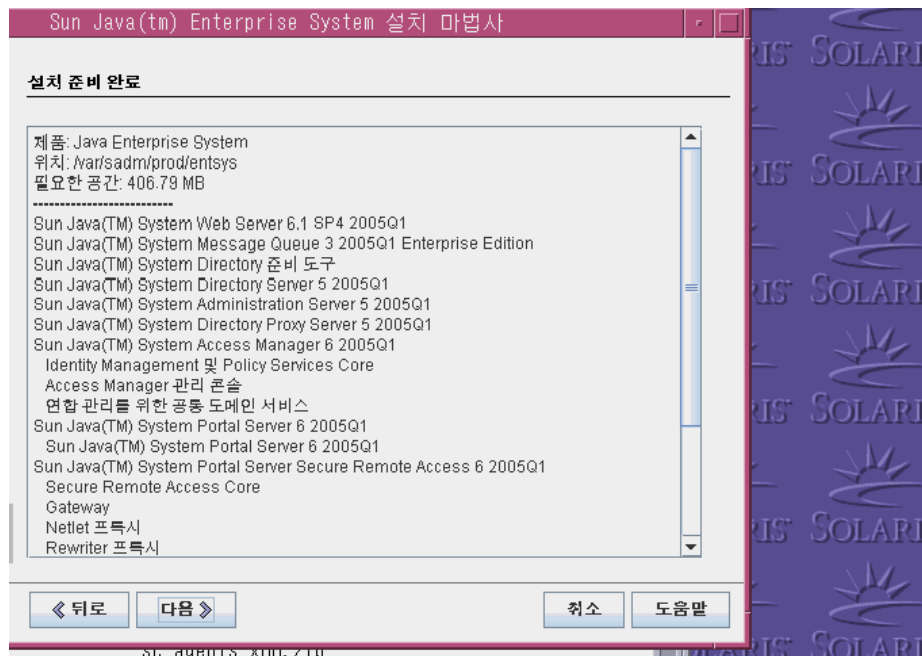 Sun Java(tm) Enterprise System 설치 마법사
설치 준비 완료
제품: Java Enterprise System
위치: /var/sadm/prod/entsys
필요한 공간: 406.79 MB
--------------------------
Sun Java(TM) System Web Server 6.1 SP4 2005Q1
Sun Java(TM) System Message Queue 3 2005Q1 Enterprise Edition
Sun Java(TM) System Directory 준비 도구
Sun Java(TM) System Directory Server 5 2005Q1
Sun Java(TM) System Administration Server 5 2005Q1
Sun Java(TM) System Directory Proxy Server 5 2005Q1
Sun Java(TM) System Access Manager 6 2005Q1
Identity Management 및 Policy Services Core
Access Manager 관리 콘솔
연합 관리를 위한 공통 도메인 서비스
Sun Java(TM) System Portal Server 6 2005Q1
Sun Java(TM) System Portal Server 6 2005Q1
Sun Java(TM) System Portal Server Secure Remote Access 6 2005Q1
Secure Remote Access Core
Gateway
Netlet 프록시
Rewriter 프록시
뒤로 다음 취소 도움말